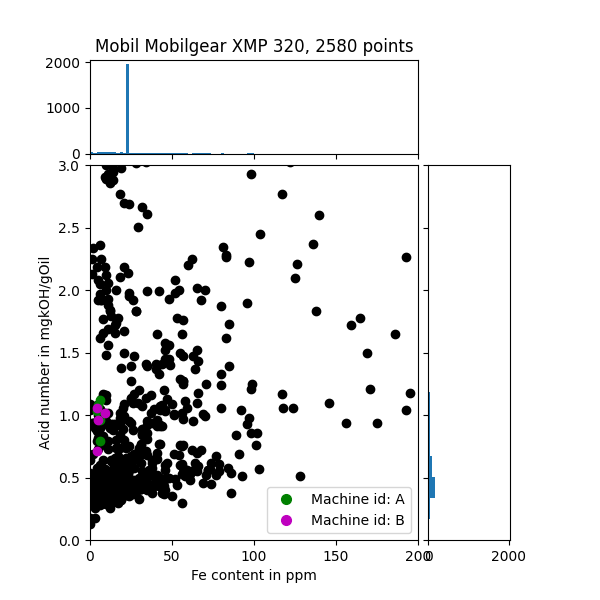 Mobil Mobilgear XMP 320, 2580 points
2000
1000
0
3.0
2.5
2.0
1.5
1.0
0.5
0.0
Acid number in mgkOH/gOil
Machine id: A
Machine id: B
0 50 100 150 200
0 2000
Fe content in ppm